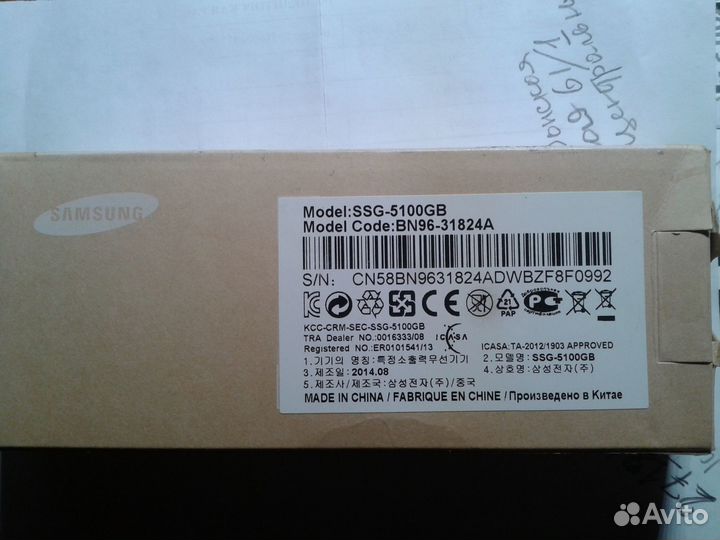 SAMSUNG
Model:SSG-5100GB
Model Code:BN96-31824A
S/N: CN58BN9631824ADWBZF8F0992
21
PAP
KCC-CRM-SEC-SSG-5100GB
TRA Dealer NO.:0016333/08
Registered NO.:ER0101541/13
ICASA
ICASA:TA-2012/1903 APPROVED
1.기기의 명칭:특정소출력무선기기 2.모델명: SSG-5100GB
3.제조일:2014.08 4.상호명:삼성전자(주)
5.제조사/제조국:삼성전자(주)/중국
MADE IN CHINA / FABRIQUE EN CHINE / Произведено в Китае
Avito